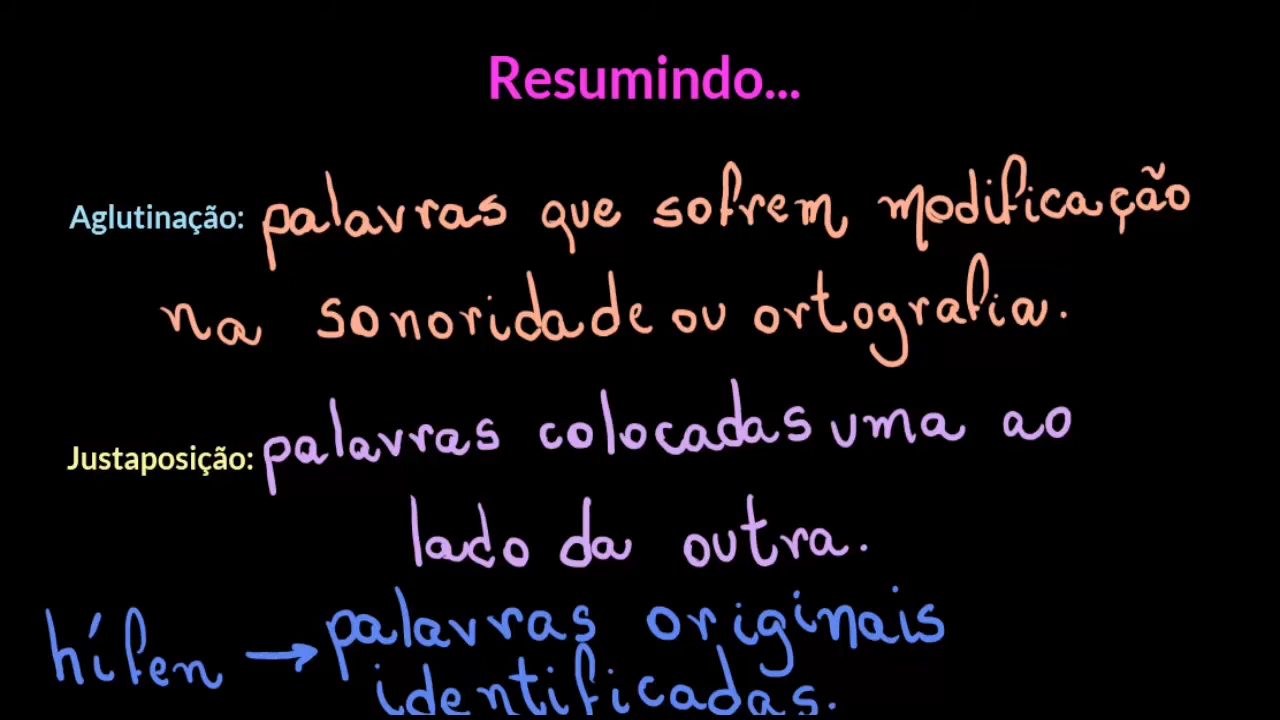 Resumindo...
Aglutinação: palavras que sofrem modificação
na sonoridade ou ortografia.
Justaposição: palavras colocadas uma ao
lado da outra.
hífen → palavras originais
identificadas.